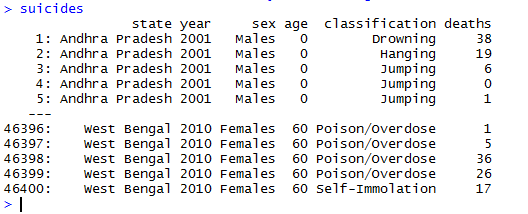 > suicides
state year sex age classification deaths
1: Andhra Pradesh 2001 Males 0 Drowning 38
2: Andhra Pradesh 2001 Males 0 Hanging 19
3: Andhra Pradesh 2001 Males 0 Jumping 6
4: Andhra Pradesh 2001 Males 0 Jumping 0
5: Andhra Pradesh 2001 Males 0 Jumping 1
---
46396: West Bengal 2010 Females 60 Poison/Overdose 1
46397: West Bengal 2010 Females 60 Poison/Overdose 5
46398: West Bengal 2010 Females 60 Poison/Overdose 36
46399: West Bengal 2010 Females 60 Poison/Overdose 26
46400: West Bengal 2010 Females 60 Self-Immolation 17
>